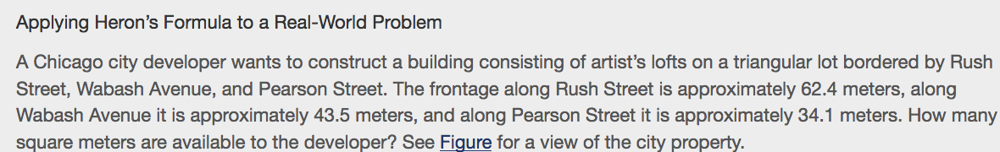 Applying Heron’s Formula to a Real-World Problem
A Chicago city developer wants to construct a building consisting of artist’s lofts on a triangular lot bordered by Rush
Street, Wabash Avenue, and Pearson Street. The frontage along Rush Street is approximately 62.4 meters, along
Wabash Avenue it is approximately 43.5 meters, and along Pearson Street it is approximately 34.1 meters. How many
square meters are available to the developer? See Figure for a view of the city property.